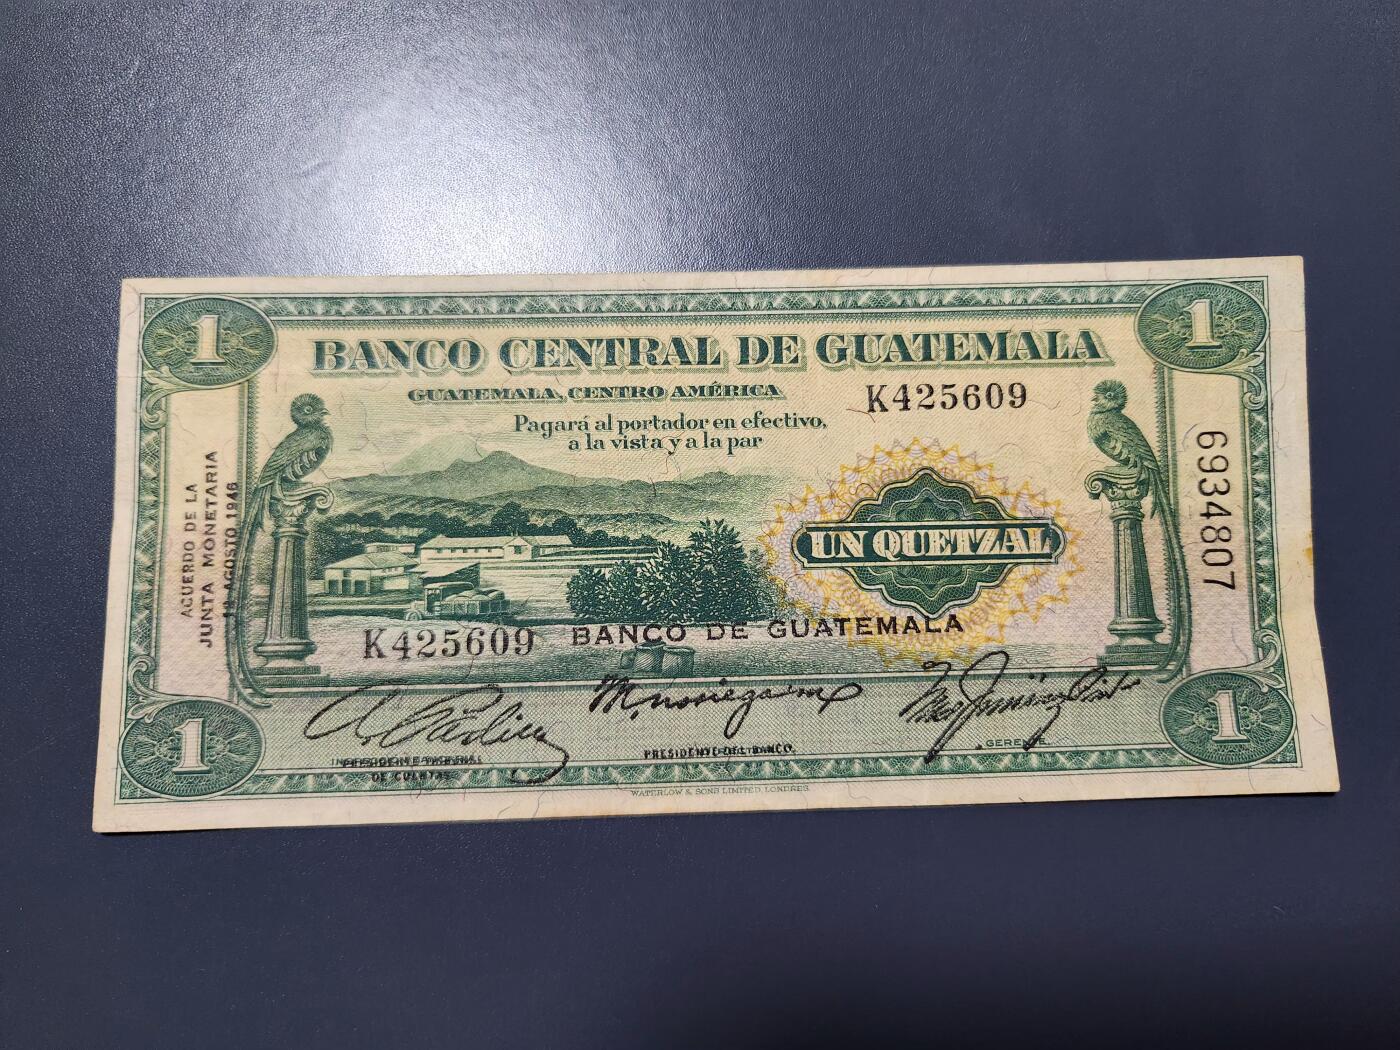 1
1
BANCO CENTRAL DE GUATEMALA
GUATEMALA, CENTRO AMÉRICA
K425609
Pagará al portador en efectivo,
a la vista y a la par
ACUERDO DE LA
JUNTA MONETARIA
AGOSTO 1946
6934807
UN QUETZAL
K425609
BANCO DE GUATEMALA
PRESIDENTE DEL BANCO.
GERENTE
DE CUENTAS
1
1
WATERLOW & SONS LIMITED, LONDRES.